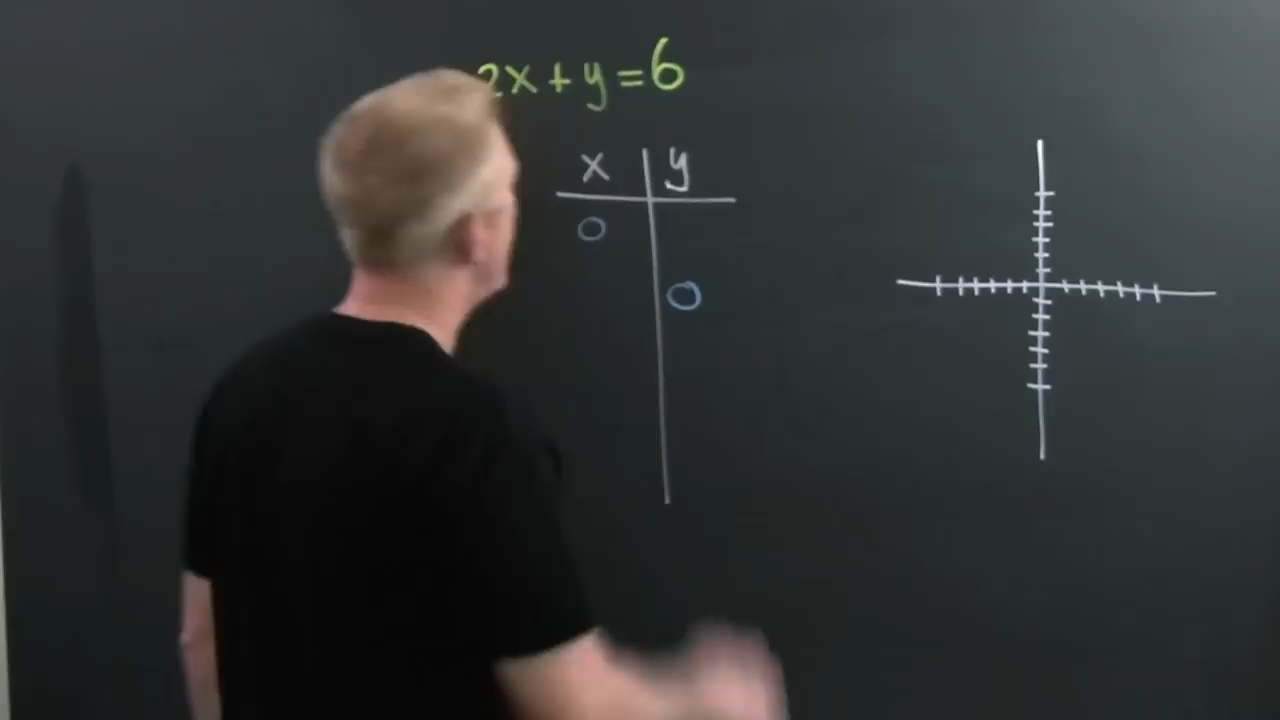 2x + y = 6
x y
0
0